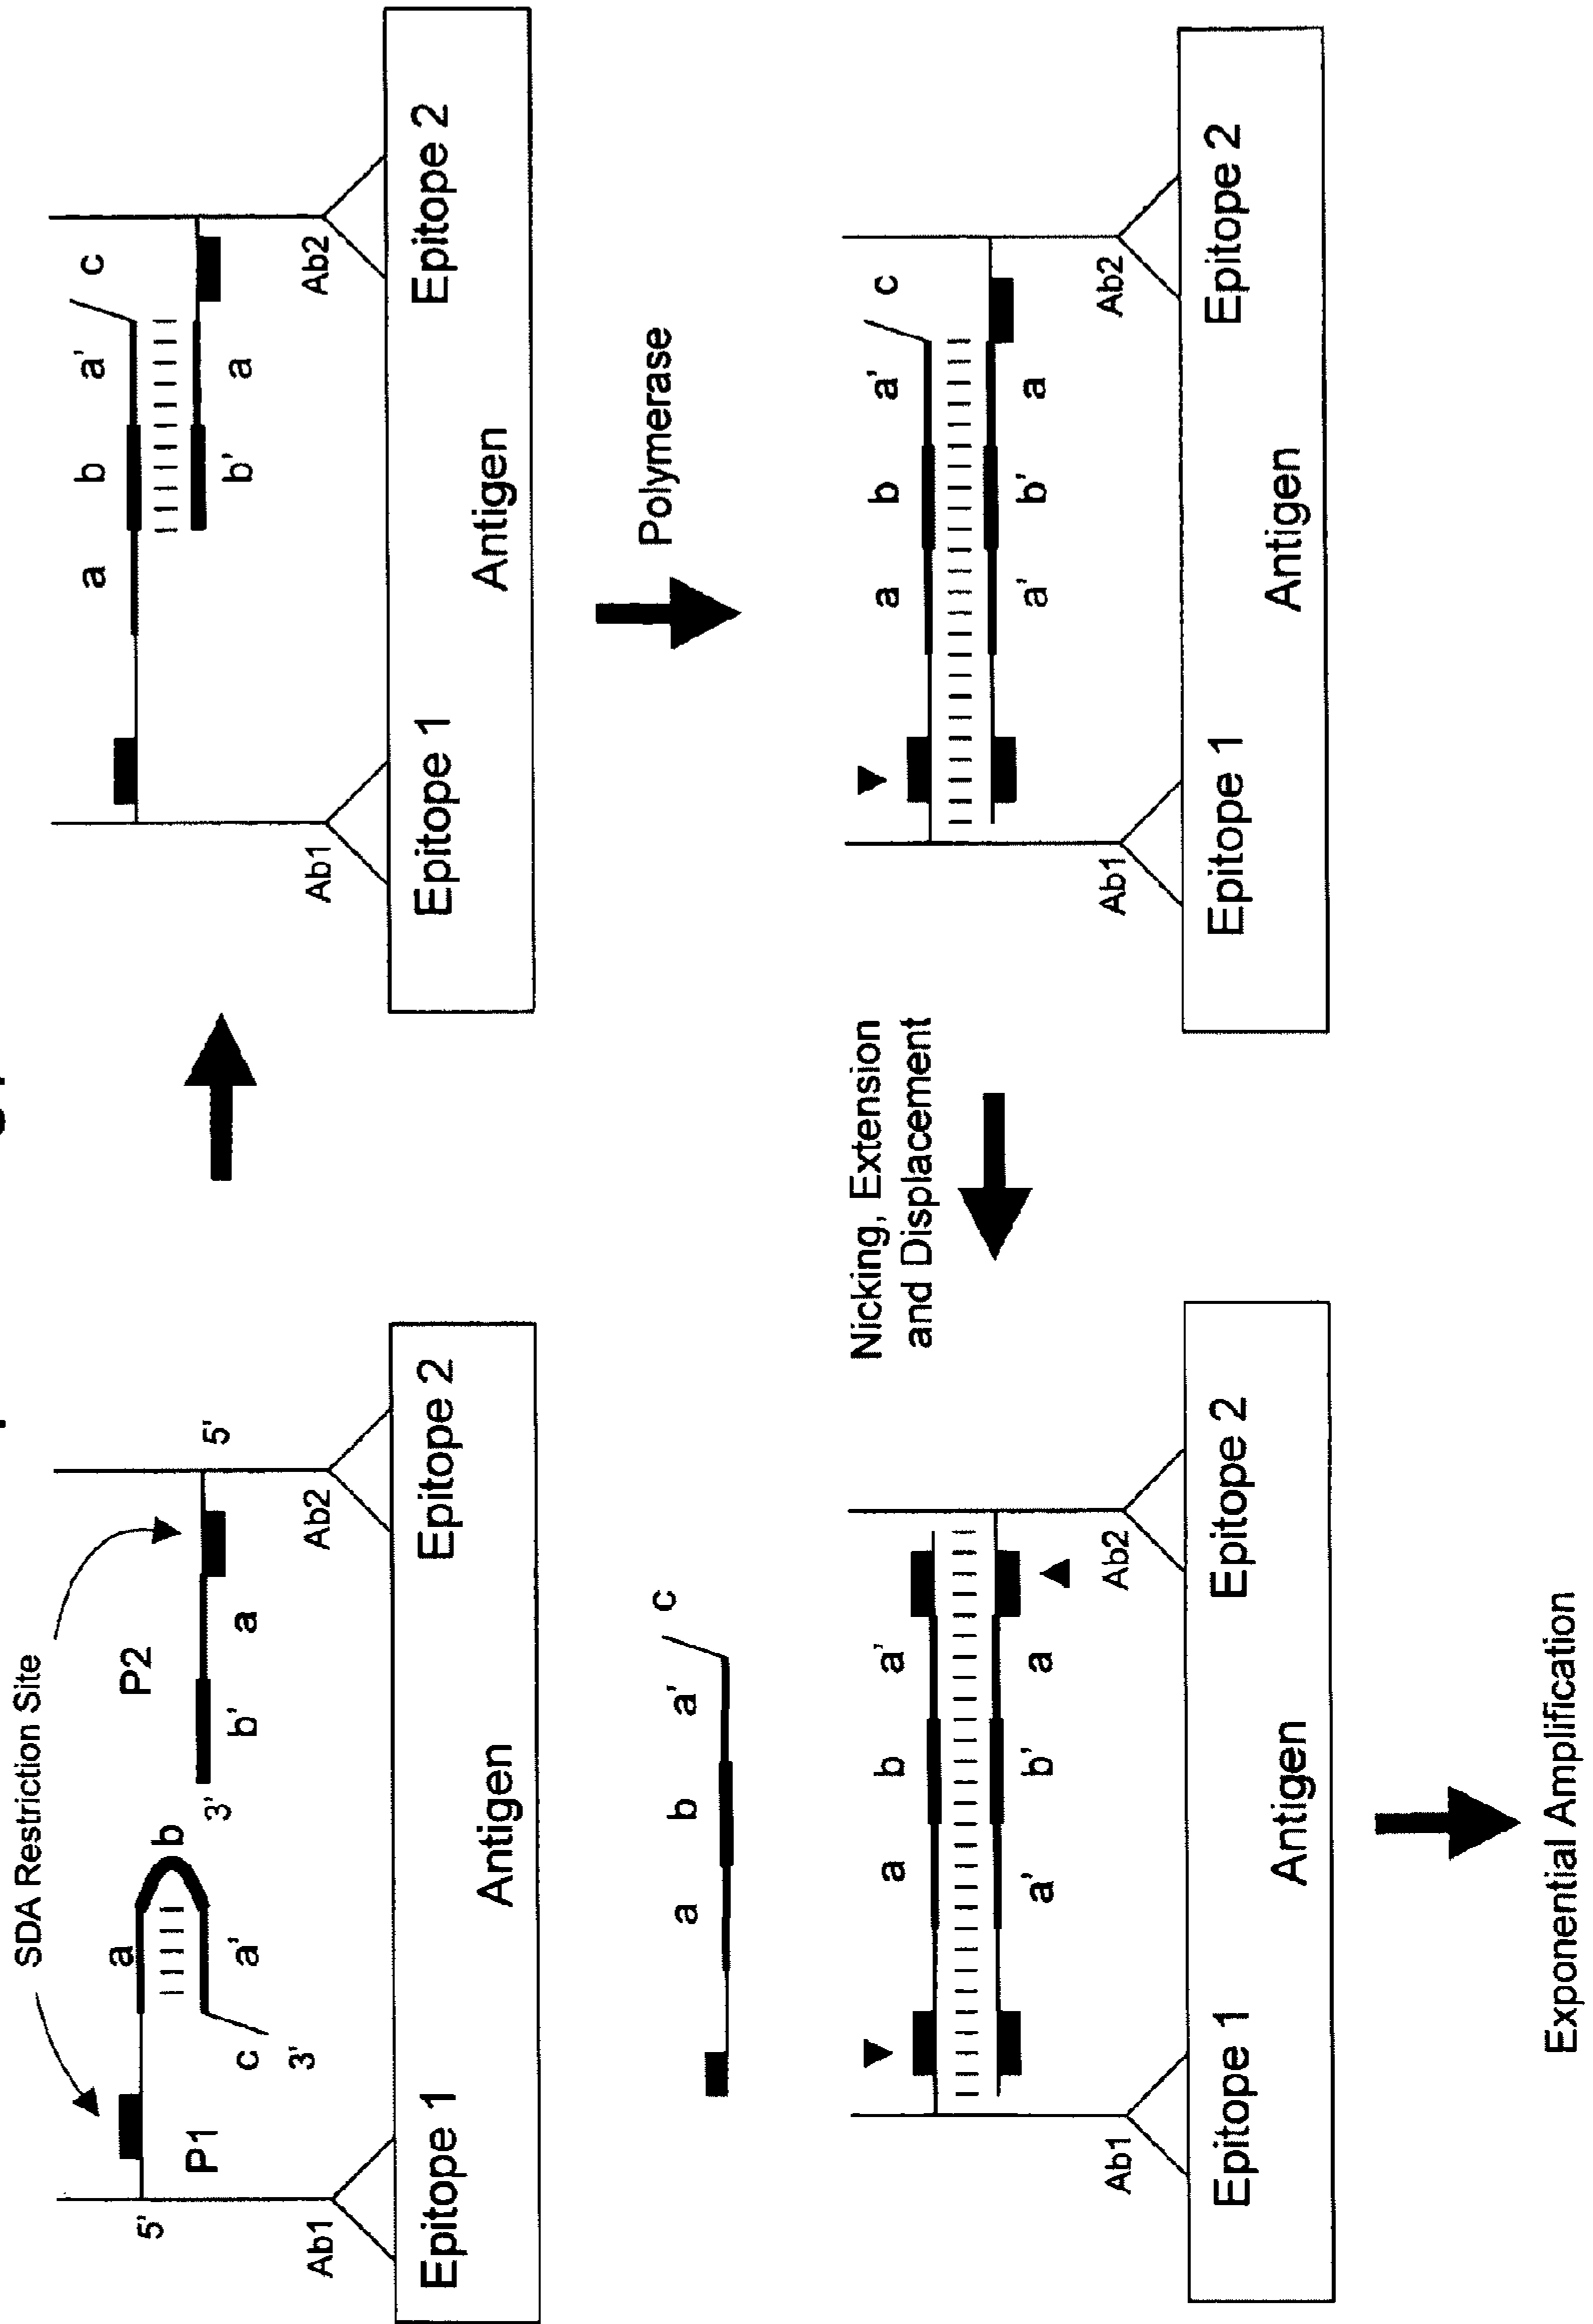 SDA Restriction Site
a
b
P2
5'
P1
a'
b'
a
5'
c
3'
3'
Ab1
Ab2
Epitope 1
Epitope 2
Antigen
a b a' c
b' a
Ab1
Ab2
Epitope 1
Epitope 2
Antigen
Polymerase
a b a' c
a' b' a
Ab1
Ab2
Epitope 1
Epitope 2
Antigen
Nicking, Extension
and Displacement
a b a' c
a b a'
a' b' a
Ab1
Ab2
Epitope 1
Epitope 2
Antigen
Exponential Amplification